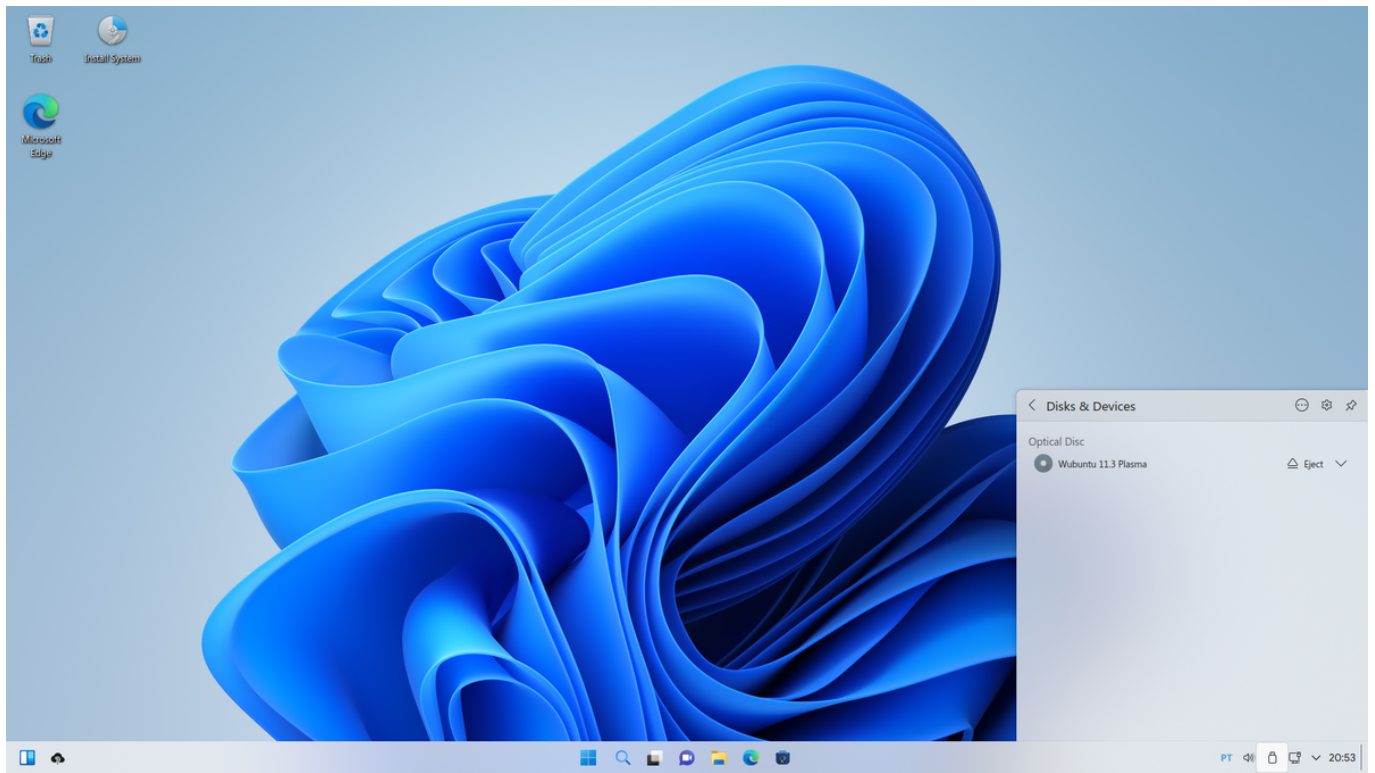 Trash
Install System
Microsoft
Edge
Disks & Devices
Optical Disc
Wubuntu 11.3 Plasma
Eject
PT
20:53